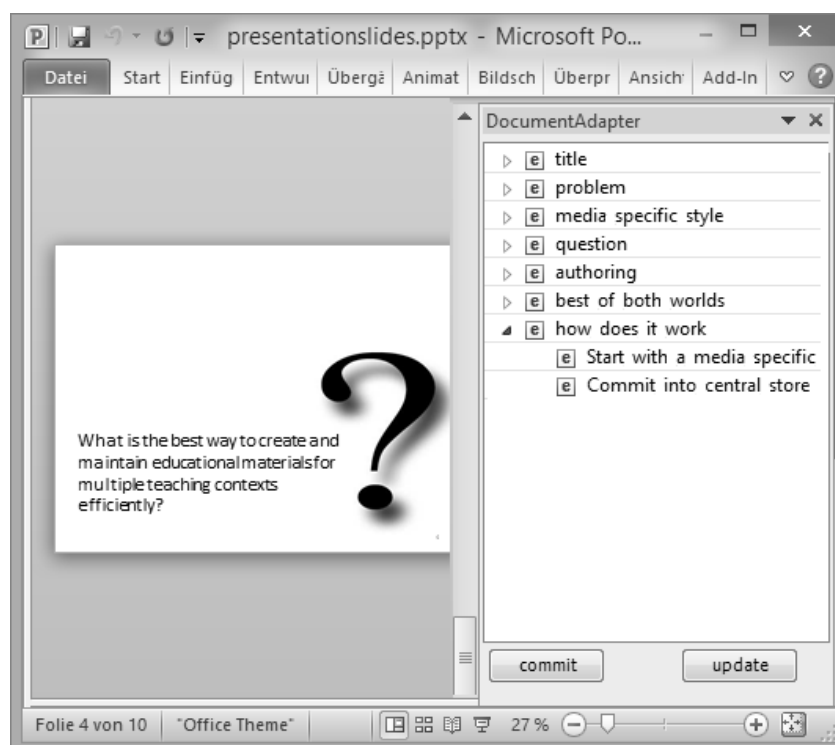 presentationslides.pptx - Microsoft Po...
Datei Start Einfüg Entwui Übergä Animat Bildsch Überpr Ansich Add-In
DocumentAdapter
e title
e problem
e media specific style
e question
e authoring
e best of both worlds
e how does it work
e Start with a media specific
e Commit into central store
?
What is the best way to create and
maintain educational materials for
multiple teaching contexts
efficiently?
commit update
Folie 4 von 10 "Office Theme" 27 %